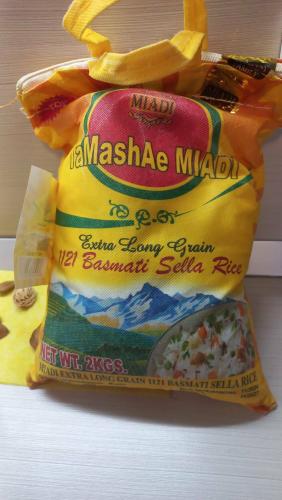 MIADI
TaMashAe MIADI
Extra Long Grain
1121 Basmati Sella Rice
NET WT. 2KGS.
MIADI EXTRA LONG GRAIN 1121 BASMATI SELLA RICE